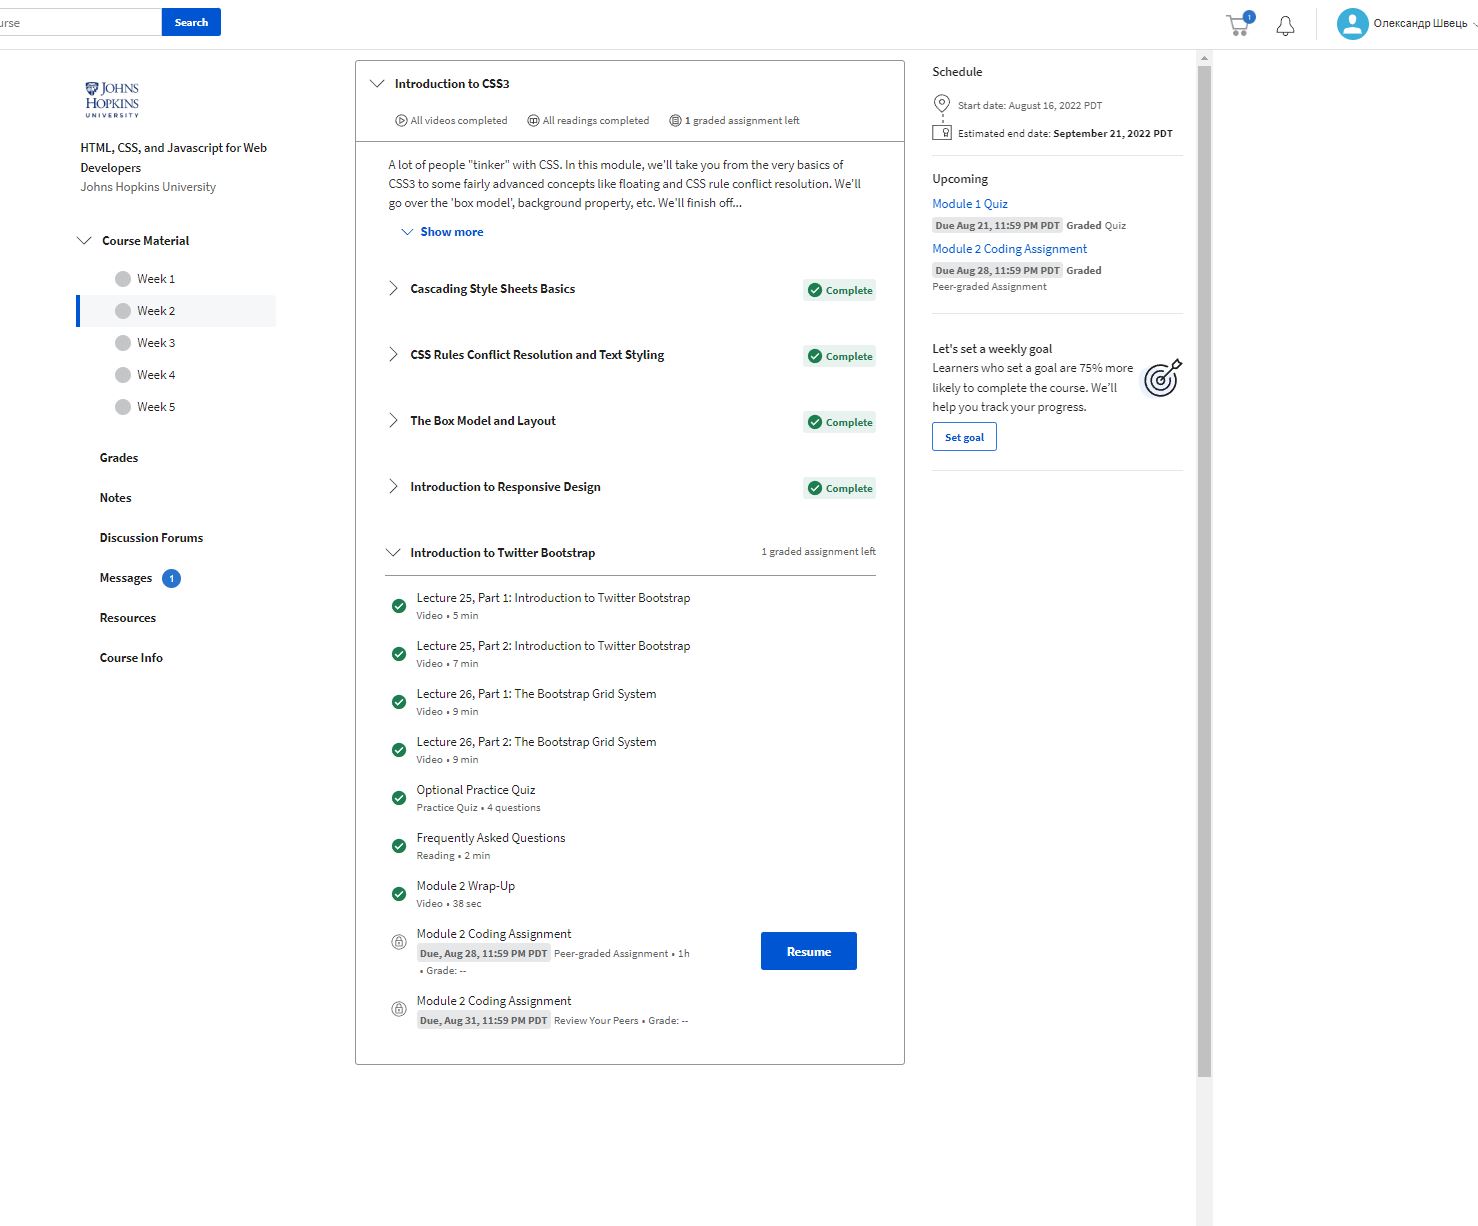 urse
Search
1
Олександр Швець
JOHNS
HOPKINS
UNIVERSITY
HTML, CSS, and Javascript for Web
Developers
Johns Hopkins University
Course Material
Week 1
Week 2
Week 3
Week 4
Week 5
Grades
Notes
Discussion Forums
Messages 1
Resources
Course Info
Introduction to CSS3
All videos completed All readings completed 1 graded assignment left
A lot of people "tinker" with CSS. In this module, we'll take you from the very basics of
CSS3 to some fairly advanced concepts like floating and CSS rule conflict resolution. We'll
go over the 'box model', background property, etc. We'll finish off...
Show more
Cascading Style Sheets Basics Complete
CSS Rules Conflict Resolution and Text Styling Complete
The Box Model and Layout Complete
Introduction to Responsive Design Complete
Introduction to Twitter Bootstrap 1 graded assignment left
Lecture 25, Part 1: Introduction to Twitter Bootstrap
Video • 5 min
Lecture 25, Part 2: Introduction to Twitter Bootstrap
Video • 7 min
Lecture 26, Part 1: The Bootstrap Grid System
Video • 9 min
Lecture 26, Part 2: The Bootstrap Grid System
Video • 9 min
Optional Practice Quiz
Practice Quiz • 4 questions
Frequently Asked Questions
Reading • 2 min
Module 2 Wrap-Up
Video • 38 sec
Module 2 Coding Assignment
Due, Aug 28, 11:59 PM PDT Peer-graded Assignment • 1h
• Grade: --
Resume
Module 2 Coding Assignment
Due, Aug 31, 11:59 PM PDT Review Your Peers • Grade: --
Schedule
Start date: August 16, 2022 PDT
Estimated end date: September 21, 2022 PDT
Upcoming
Module 1 Quiz
Due Aug 21, 11:59 PM PDT Graded Quiz
Module 2 Coding Assignment
Due Aug 28, 11:59 PM PDT Graded
Peer-graded Assignment
Let's set a weekly goal
Learners who set a goal are 75% more
likely to complete the course. We'll
help you track your progress.
Set goal